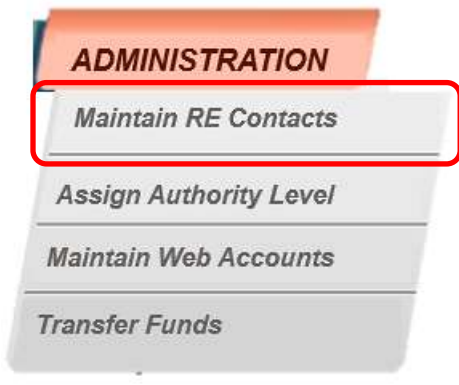 ADMINISTRATION
Maintain RE Contacts
Assign Authority Level
Maintain Web Accounts
Transfer Funds